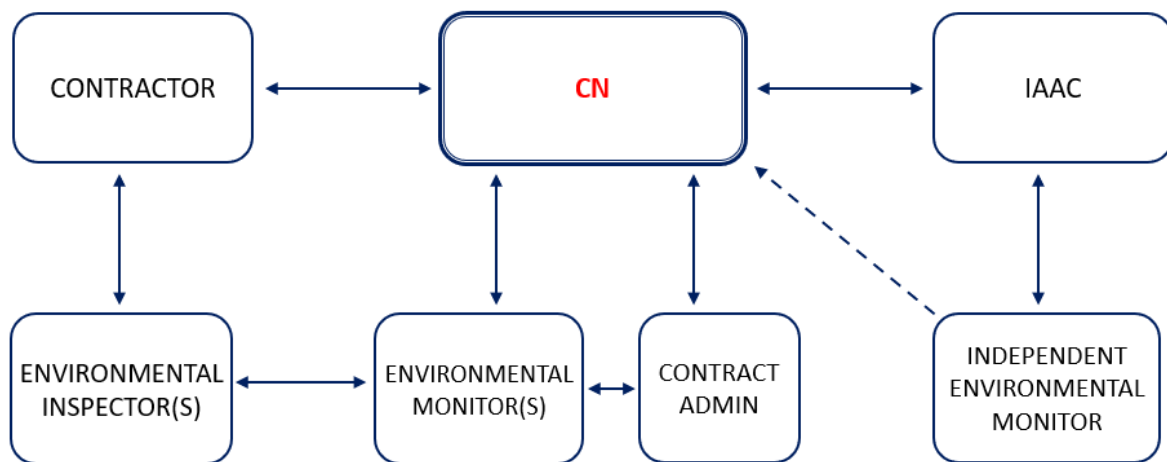 CONTRACTOR
CN
IAAC
ENVIRONMENTAL
INSPECTOR(S)
ENVIRONMENTAL
MONITOR(S)
CONTRACT
ADMIN
INDEPENDENT
ENVIRONMENTAL
MONITOR